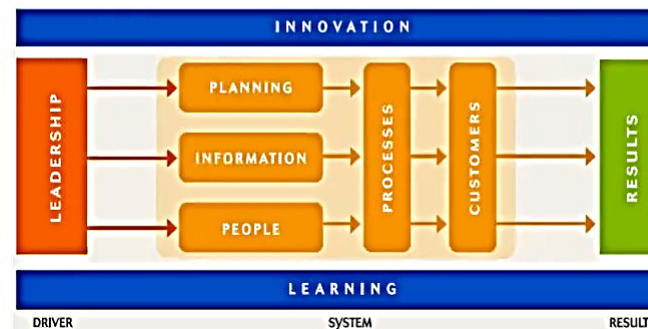 INNOVATION
LEADERSHIP
PLANNING
INFORMATION
PEOPLE
PROCESSES
CUSTOMERS
RESULTS
LEARNING
DRIVER
SYSTEM
RESULT